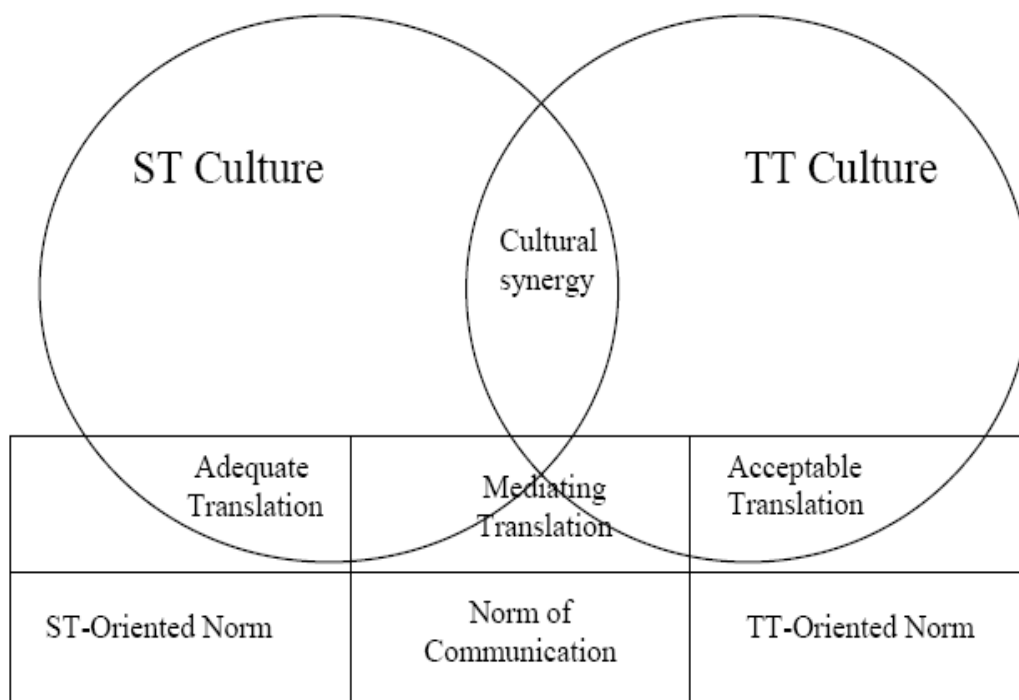 ST Culture
TT Culture
Cultural
synergy
Adequate
Translation
Mediating
Translation
Acceptable
Translation
ST-Oriented Norm
Norm of
Communication
TT-Oriented Norm